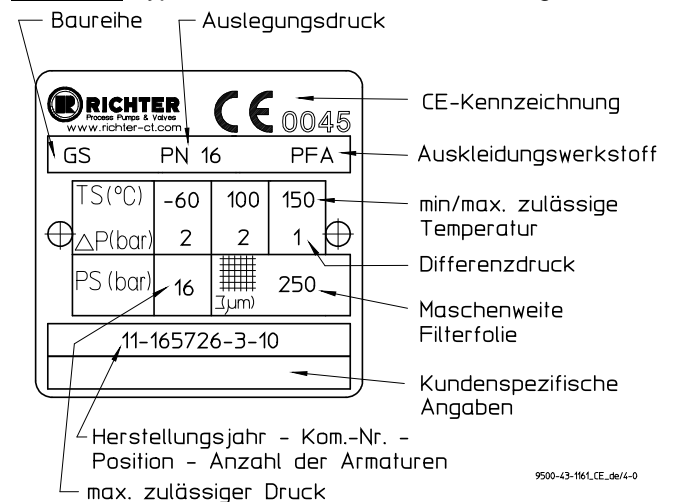 Baureihe
Auslegungsdruck
RICHTER
Process Pumps & Valves
www.richter-ct.com
CE 0045
CE-Kennzeichnung
GS PN 16 PFA
Auskleidungswerkstoff
TS(°C) -60 100 150
min/max. zulässige
Temperatur
△P(bar) 2 2 1
Differenzdruck
PS (bar) 16 250
µm)
Maschenweite
Filterfolie
11-165726-3-10
Kundenspezifische
Angaben
Herstellungsjahr - Kom.-Nr. -
Position - Anzahl der Armaturen
max. zulässiger Druck
9500-43-1161_CE_de/4-0